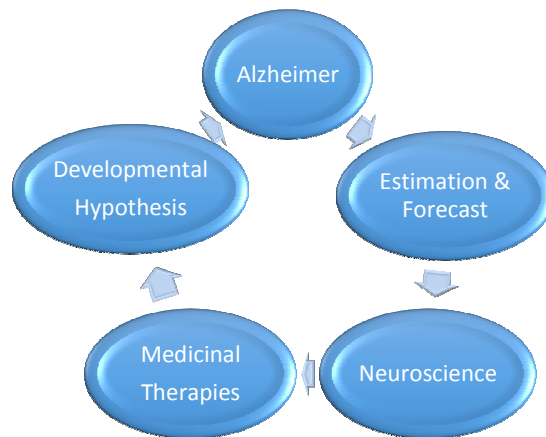 Alzheimer
Estimation &
Forecast
Neuroscience
Medicinal
Therapies
Developmental
Hypothesis